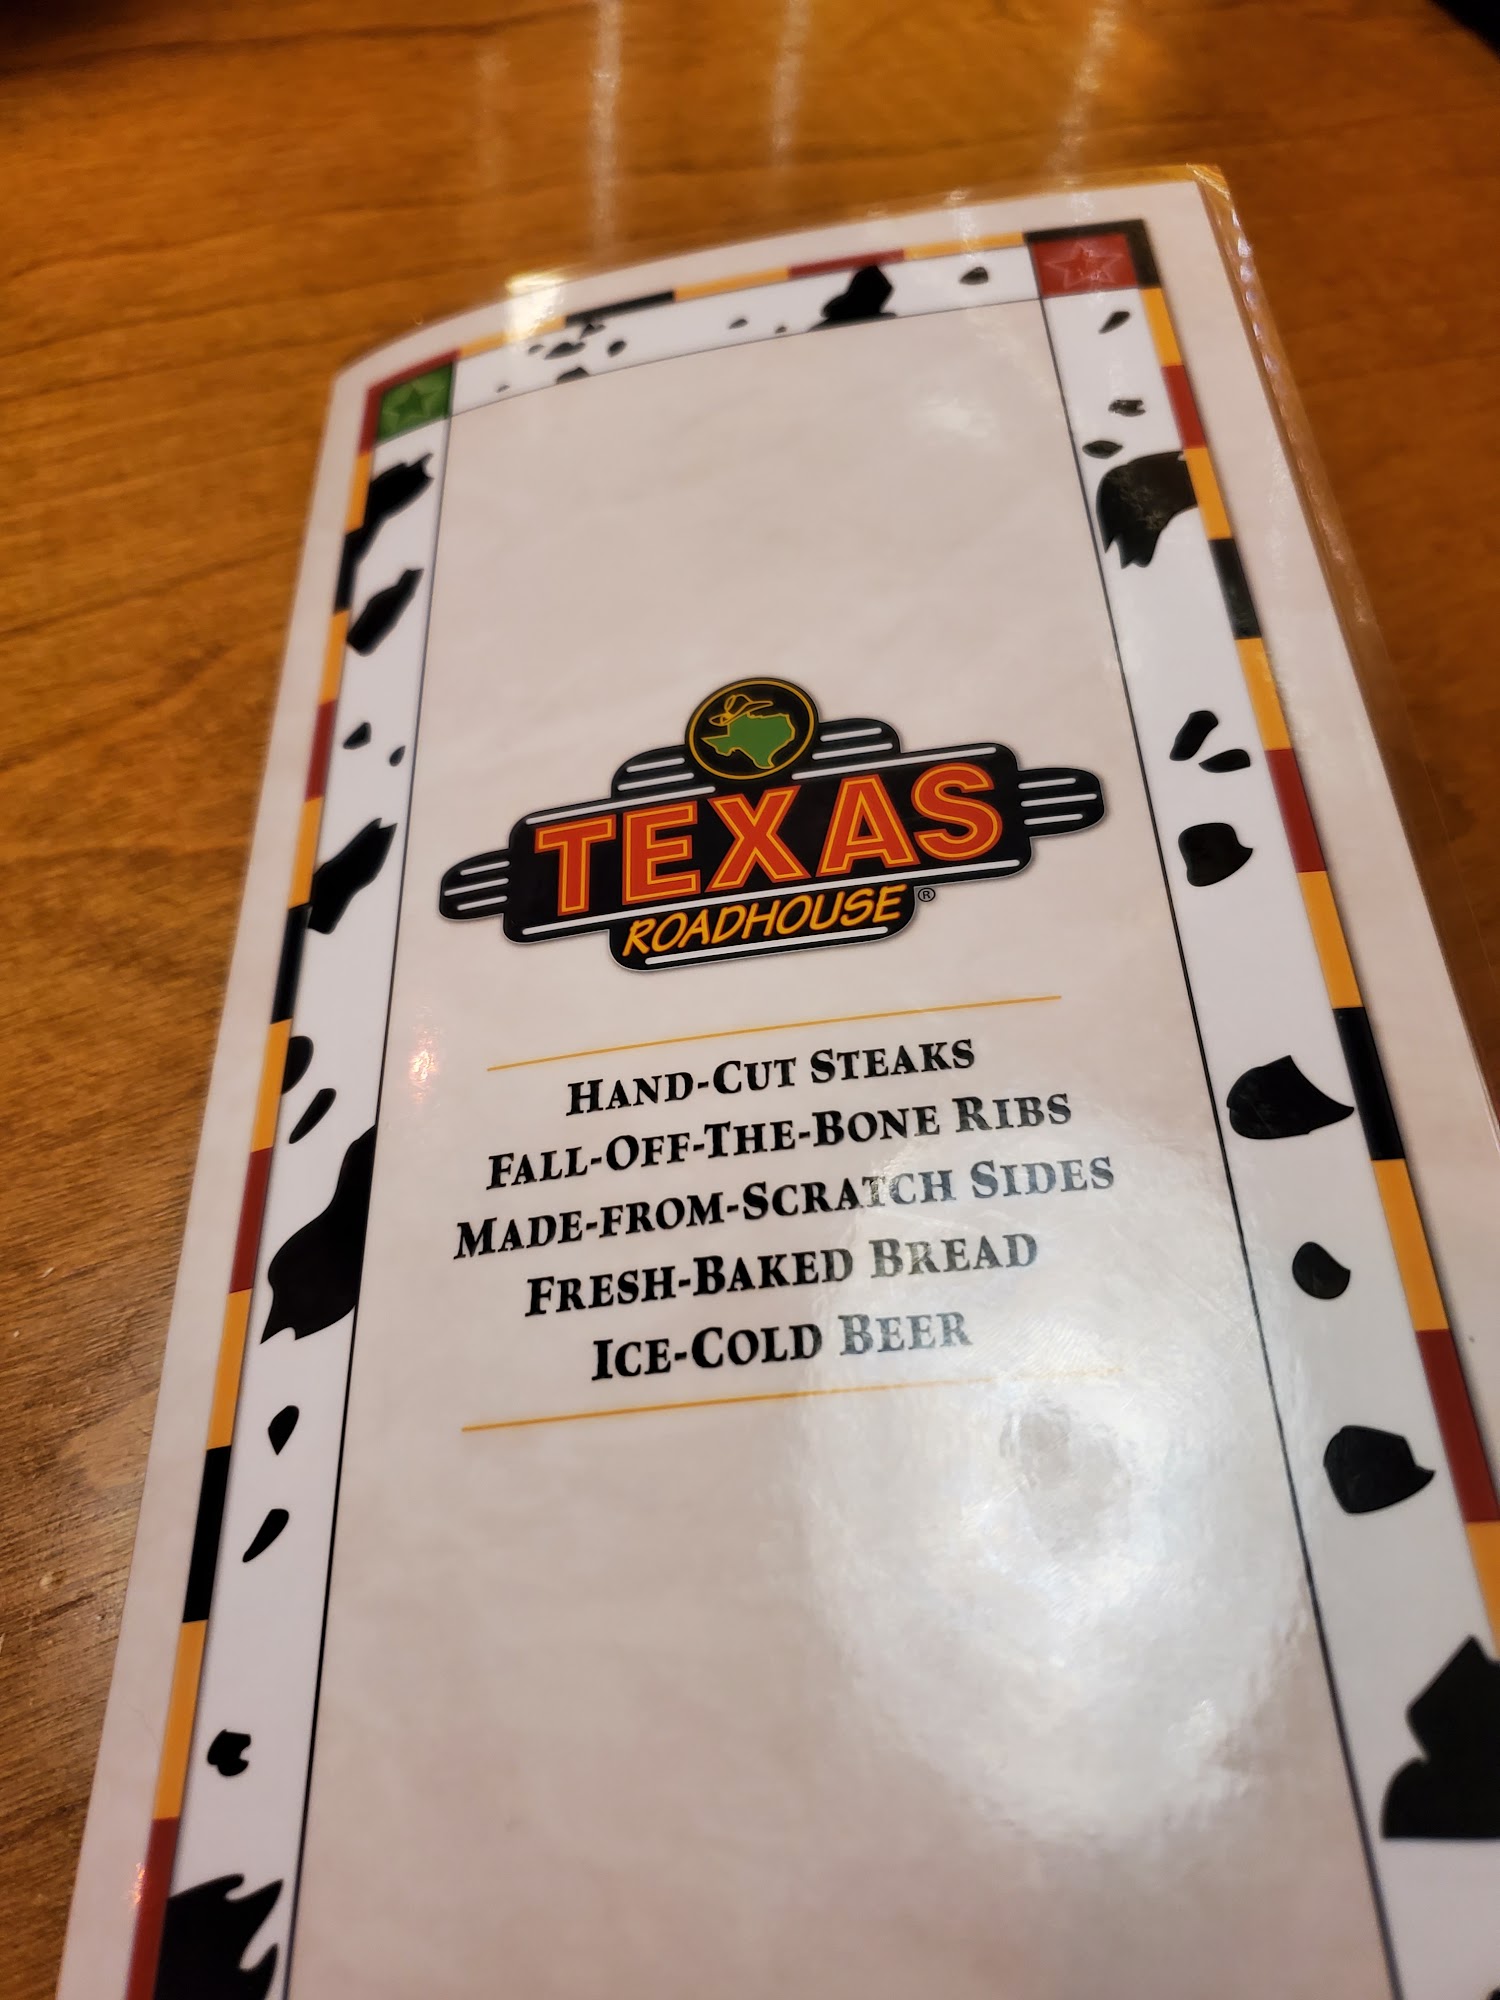 TEXAS
ROADHOUSE®
HAND-CUT STEAKS
FALL-OFF-THE-BONE RIBS
MADE-FROM-SCRATCH SIDES
FRESH-BAKED BREAD
ICE-COLD BEER